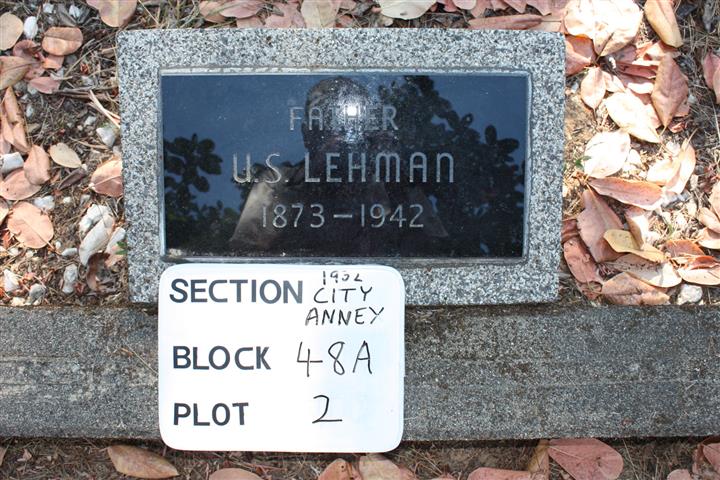 FATHER
U.S. LEHMAN
1873–1942
SECTION 1932 CITY ANNEY
BLOCK 48A
PLOT 2